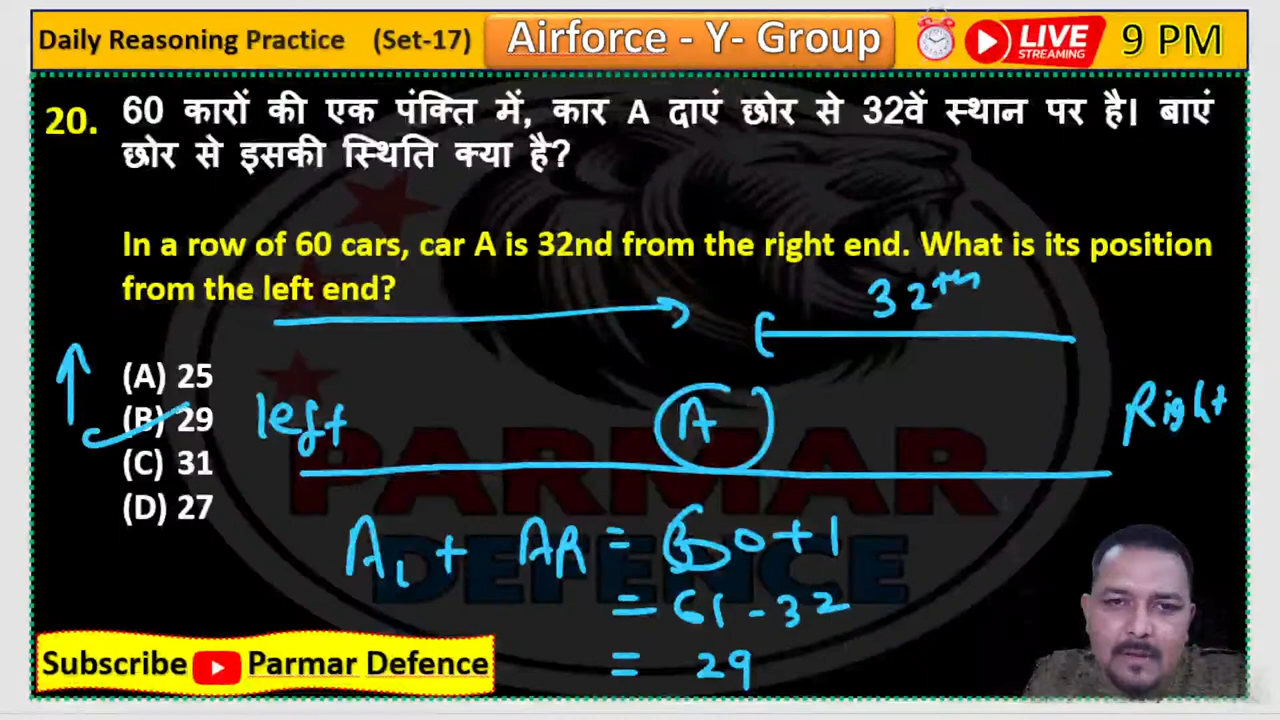 Daily Reasoning Practice (Set-17) Airforce - Y- Group LIVE STREAMING 9 PM
20. 60 कारों की एक पंक्ति में, कार A दाएं छोर से 32वें स्थान पर है। बाएं
छोर से इसकी स्थिति क्या है?
In a row of 60 cars, car A is 32nd from the right end. What is its position
from the left end?
32th
(A) 25
(B) 29
(C) 31
(D) 27
left A Right
PARMAR
DEFENCE
A L + AR = 60+1
= 61-32
= 29
Subscribe Parmar Defence